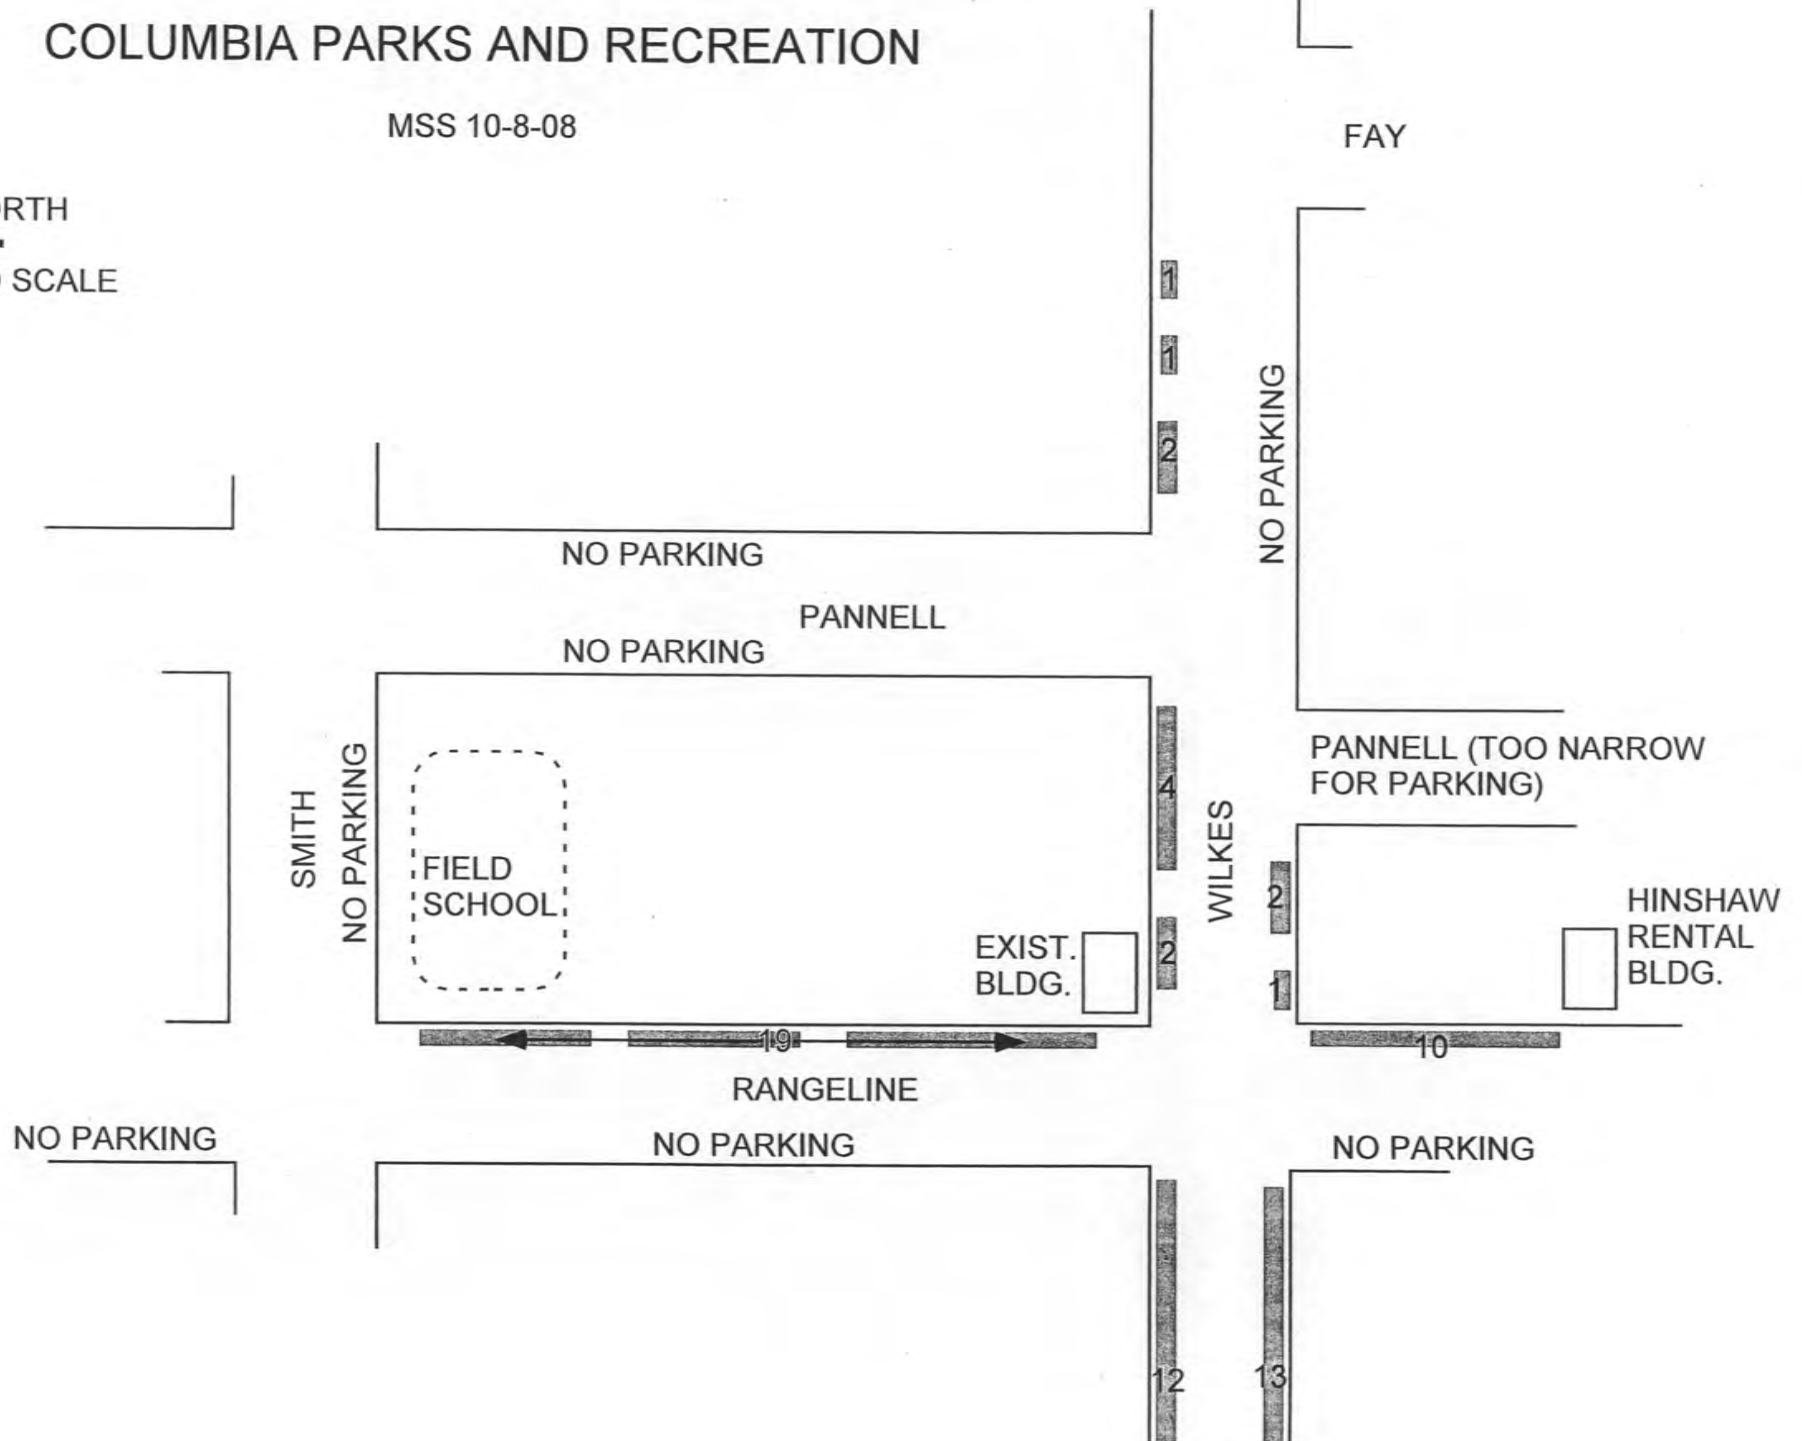 COLUMBIA PARKS AND RECREATION
MSS 10-8-08
FAY
SCALE
1
1
2
NO PARKING
NO PARKING
PANNELL
NO PARKING
PANNELL (TOO NARROW
FOR PARKING)
SMITH
NO PARKING
FIELD
SCHOOL
4
WILKES
2
HINSHAW
RENTAL
BLDG.
EXIST.
BLDG.
2
1
19
10
RANGELINE
NO PARKING
NO PARKING
NO PARKING
12
13